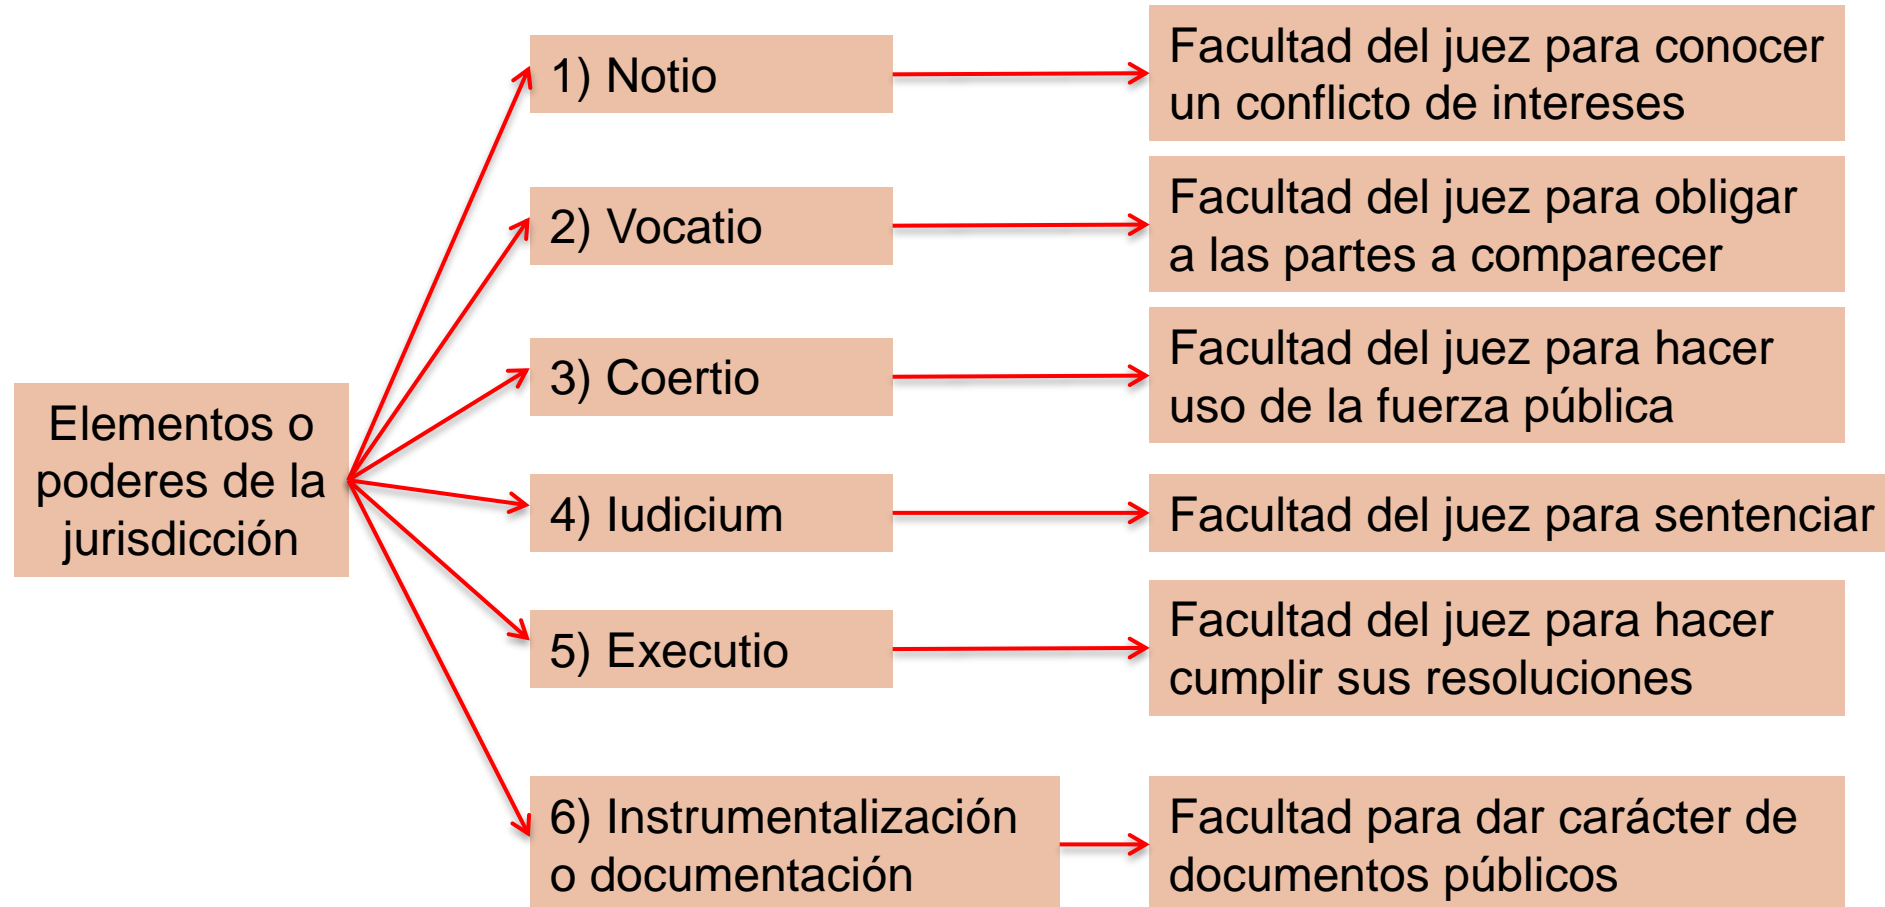 Elementos o
poderes de la
jurisdicción
1) Notio
Facultad del juez para conocer
un conflicto de intereses
2) Vocatio
Facultad del juez para obligar
a las partes a comparecer
3) Coertio
Facultad del juez para hacer
uso de la fuerza pública
4) Iudicium
Facultad del juez para sentenciar
5) Executio
Facultad del juez para hacer
cumplir sus resoluciones
6) Instrumentalización
o documentación
Facultad para dar carácter de
documentos públicos